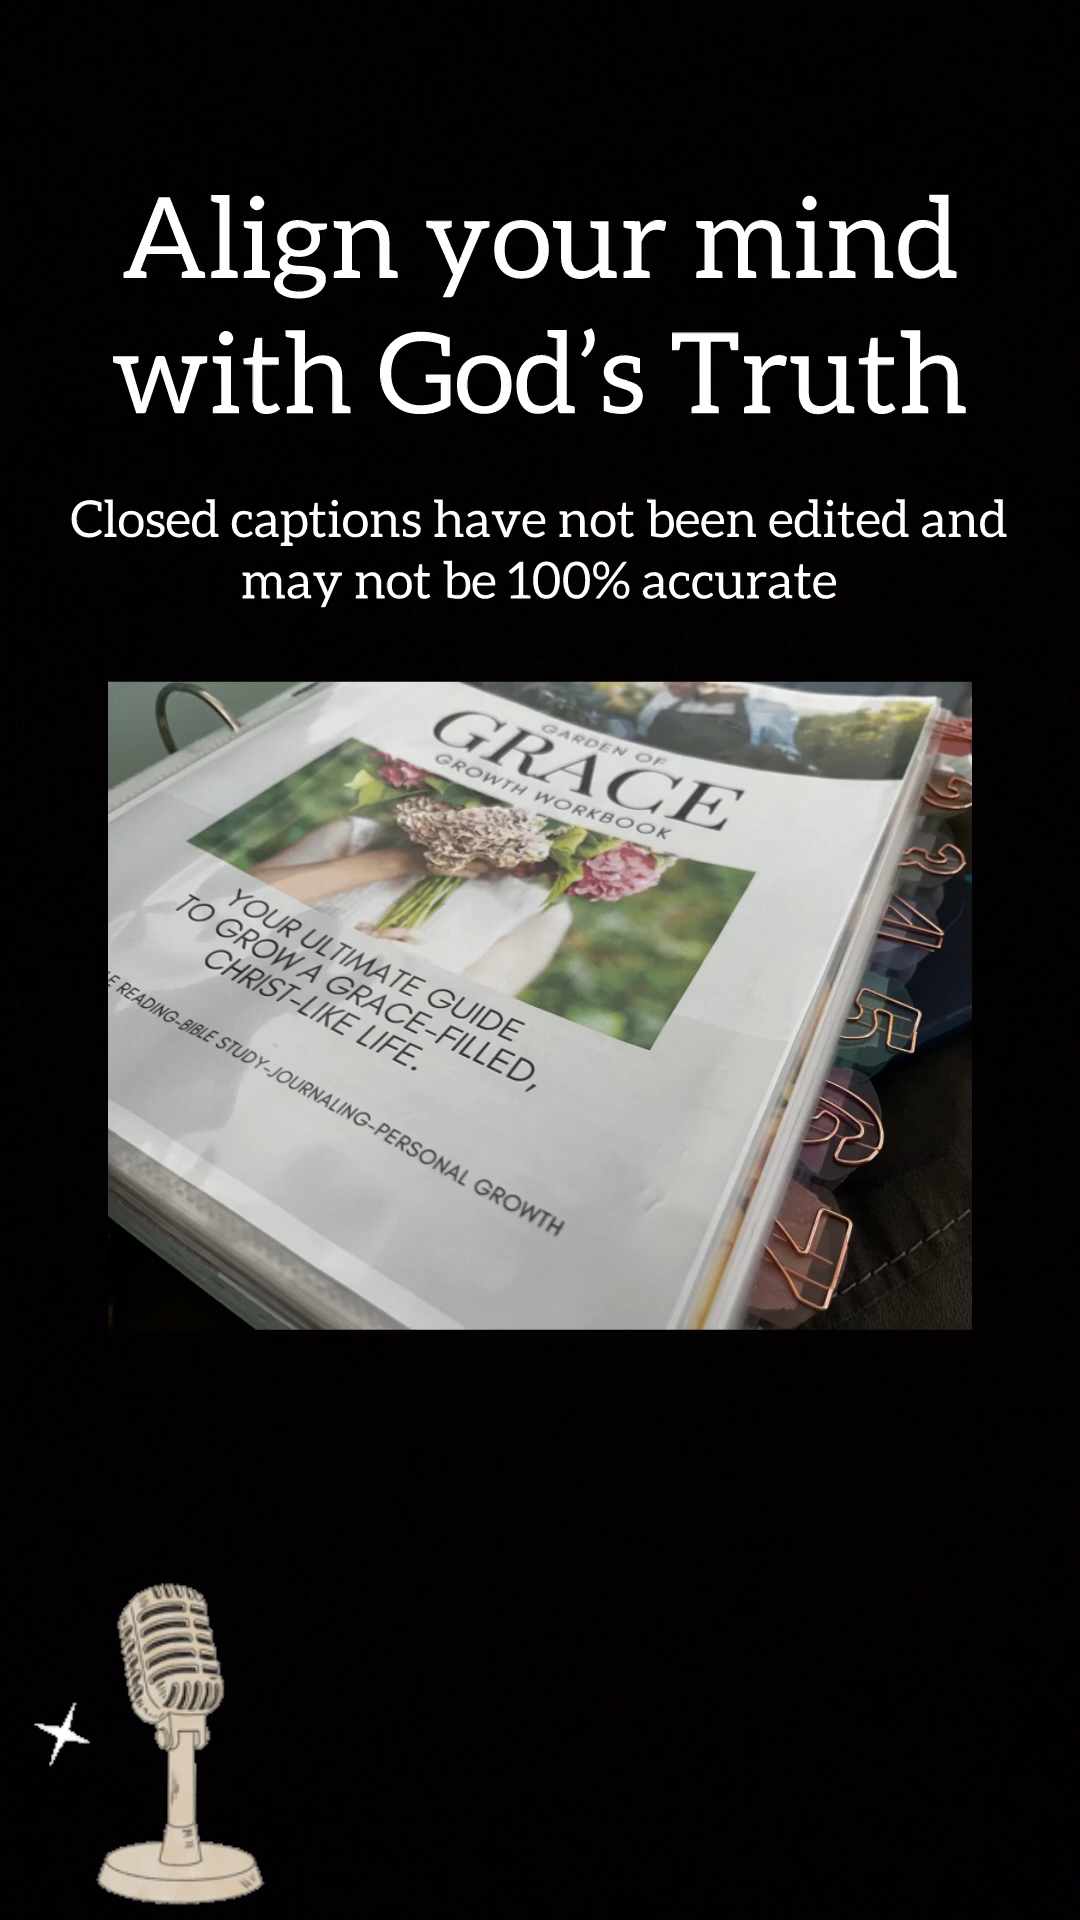 Align your mind
with God’s Truth
Closed captions have not been edited and
may not be 100% accurate
GARDEN OF
GRACE
GROWTH WORKBOOK
YOUR ULTIMATE GUIDE
TO GROW A GRACE-FILLED,
CHRIST-LIKE LIFE.
READING-BIBLE STUDY-JOURNALING-PERSONAL GROWTH
2
3
4
5
6
7